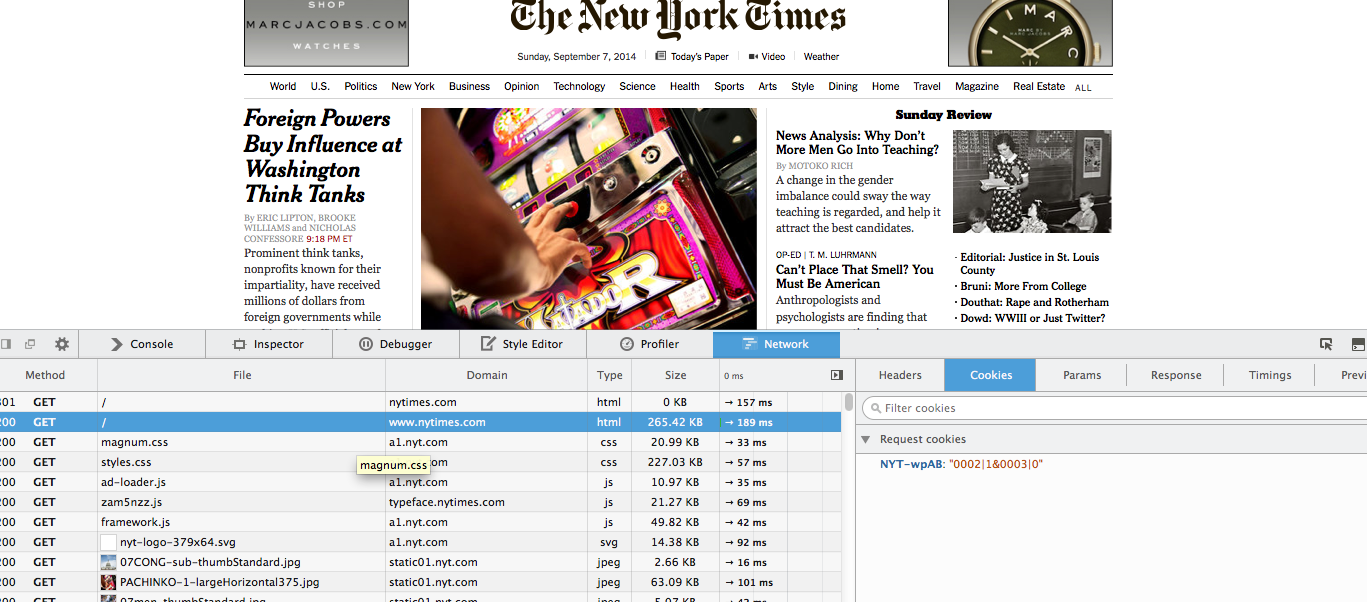 SHOP
MARCJACOBS.COM
WATCHES
The New York Times
MARC
MARC BY
MARC JACOBS
Sunday, September 7, 2014
Today's Paper
Video
Weather
World U.S. Politics New York Business Opinion Technology Science Health Sports Arts Style Dining Home Travel Magazine Real Estate ALL
Foreign Powers
Buy Influence at
Washington
Think Tanks
By ERIC LIPTON, BROOKE
WILLIAMS and NICHOLAS
CONFESSORE 9:18 PM ET
Prominent think tanks,
nonprofits known for their
impartiality, have received
millions of dollars from
foreign governments while
Sunday Review
News Analysis: Why Don't
More Men Go Into Teaching?
By MOTOKO RICH
A change in the gender
imbalance could sway the way
teaching is regarded, and help it
attract the best candidates.
OP-ED | T. M. LUHRMANN
Can't Place That Smell? You
Must Be American
Anthropologists and
psychologists are finding that
· Editorial: Justice in St. Louis
County
· Bruni: More From College
· Douthat: Rape and Rotherham
· Dowd: WWIII or Just Twitter?
Console Inspector Debugger Style Editor Profiler Network
Method File Domain Type Size 0 ms
301 GET / nytimes.com html 0 KB → 157 ms
200 GET / www.nytimes.com html 265.42 KB → 189 ms
200 GET magnum.css a1.nyt.com css 20.99 KB → 33 ms
200 GET styles.css .com css 227.03 KB → 57 ms
magnum.css
200 GET ad-loader.js a1.nyt.com js 10.97 KB → 35 ms
200 GET zam5nzz.js typeface.nytimes.com js 21.27 KB → 69 ms
200 GET framework.js a1.nyt.com js 49.82 KB → 42 ms
200 GET nyt-logo-379x64.svg a1.nyt.com svg 14.38 KB → 92 ms
200 GET 07CONG-sub-thumbStandard.jpg static01.nyt.com jpeg 2.66 KB → 16 ms
200 GET PACHINKO-1-largeHorizontal375.jpg static01.nyt.com jpeg 63.09 KB → 101 ms
200 GET 07men-thumbStandard.jpg static01.nyt.com jpeg 5.07 KB → 42 ms
Headers Cookies Params Response Timings Previ
Filter cookies
Request cookies
NYT-wpAB: "0002|1&0003|0"